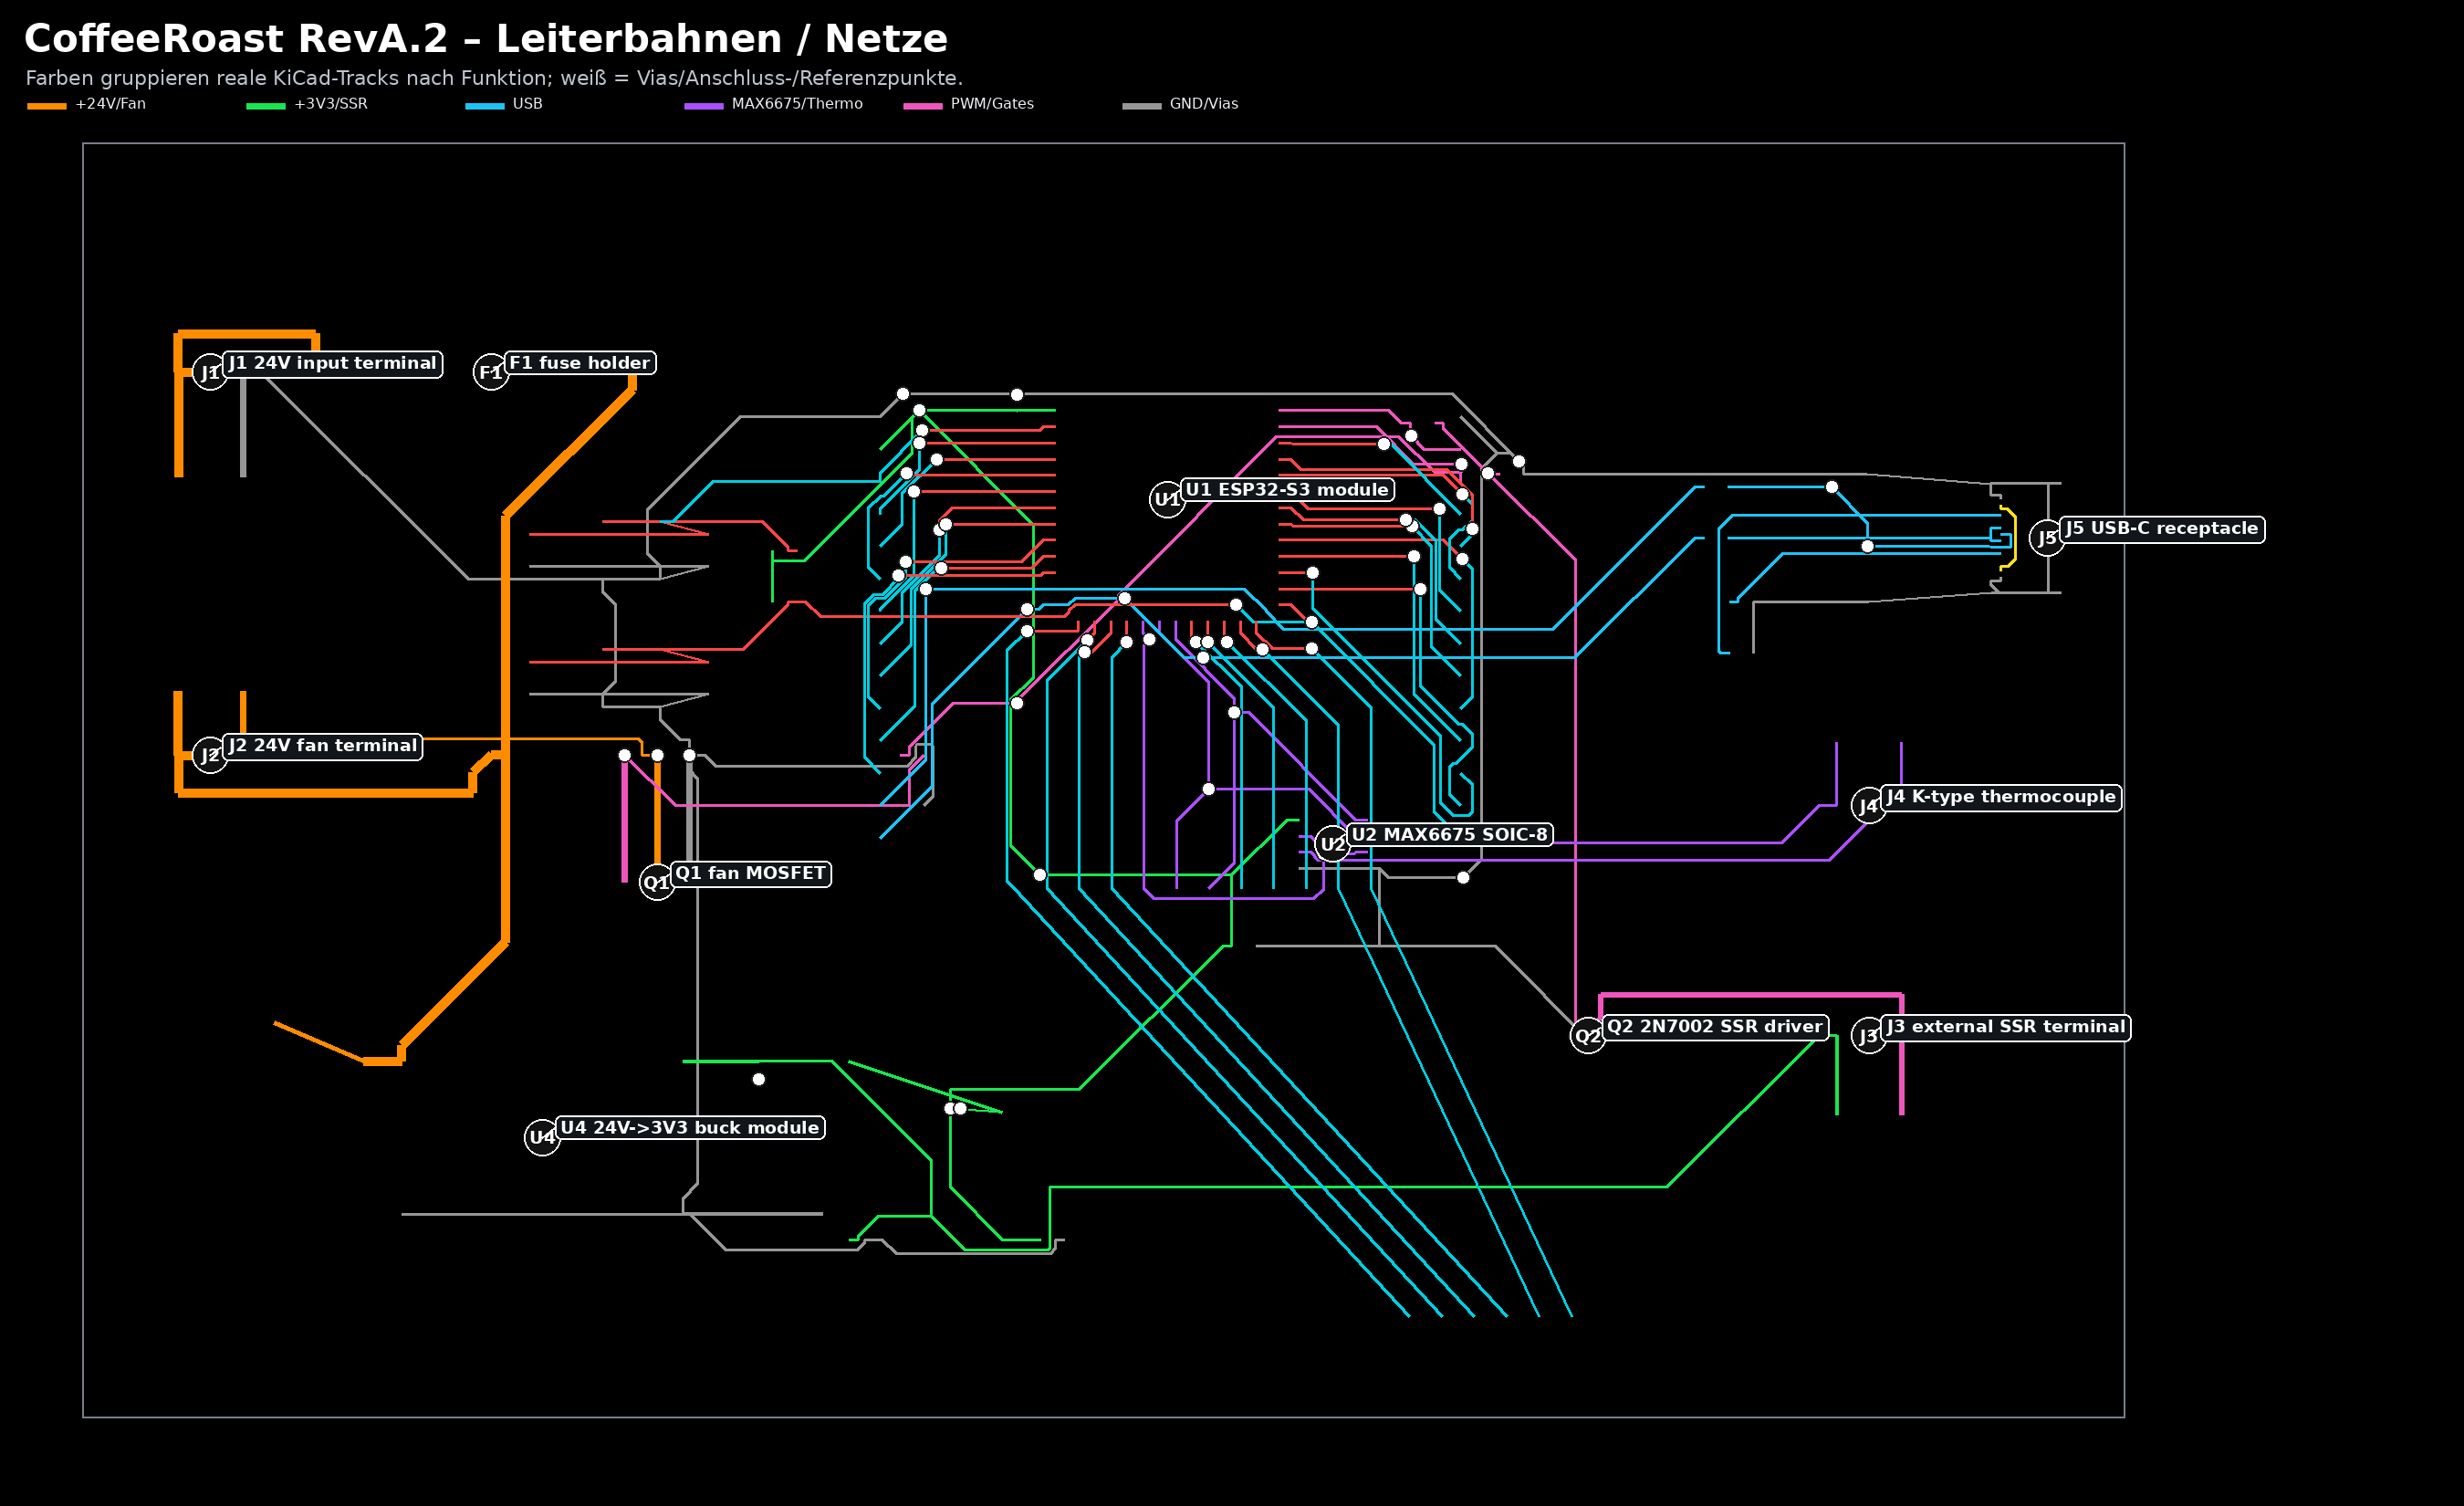 CoffeeRoast RevA.2 – Leiterbahnen / Netze
Farben gruppieren reale KiCad-Tracks nach Funktion; weiß = Vias/Anschluss-/Referenzpunkte.
+24V/Fan +3V3/SSR USB MAX6675/Thermo PWM/Gates GND/Vias
J1 J1 24V input terminal F1 F1 fuse holder
U1 U1 ESP32-S3 module
J5 J5 USB-C receptacle
J2 J2 24V fan terminal
J4 J4 K-type thermocouple
U2 U2 MAX6675 SOIC-8
Q1 Q1 fan MOSFET
Q2 Q2 2N7002 SSR driver J3 J3 external SSR terminal
U4 U4 24V->3V3 buck module